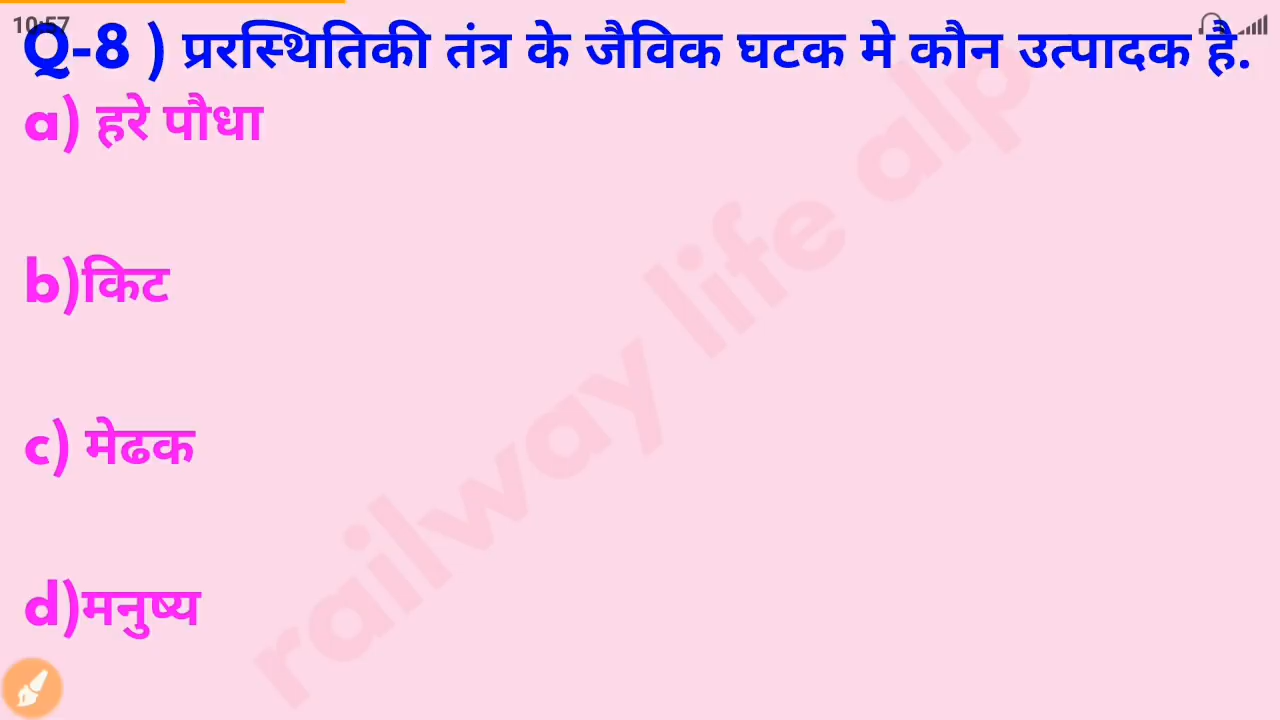 10:57
Q-8 ) प्ररस्थितिकी तंत्र के जैविक घटक मे कौन उत्पादक है.
a) हरे पौधा
b)किट
c) मेढक
d)मनुष्य
railway life alp